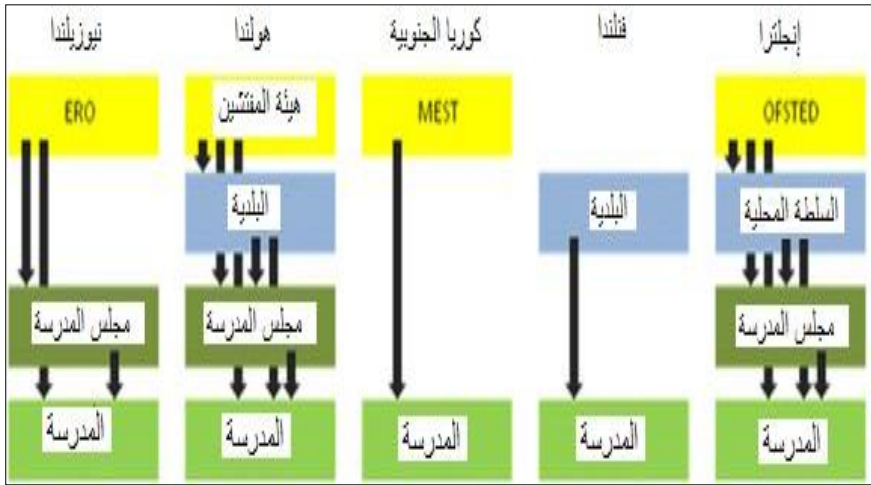 إنجلترا
فنلندا
كوريا الجنوبية
هولندا
نيوزيلندا
OFSTED
MEST
هيئة المفتشين
ERO
السلطة المحلية
البلدية
البلدية
مجلس المدرسة
مجلس المدرسة
مجلس المدرسة
المدرسة
المدرسة
المدرسة
المدرسة
المدرسة